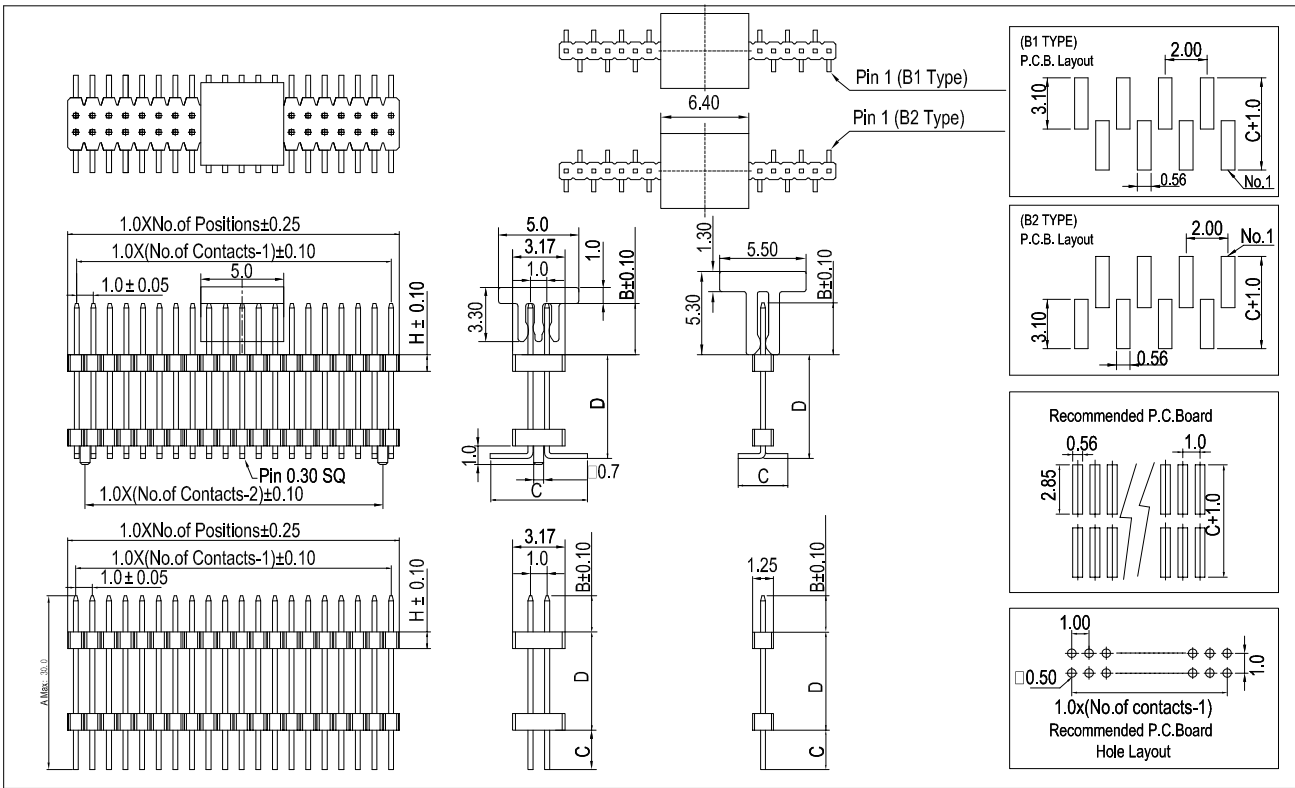 Pin 1 (B1 Type)
6.40
Pin 1 (B2 Type)
(B1 TYPE)
P.C.B. Layout
2.00
3.10
C+1.0
0.56
No.1
(B2 TYPE)
P.C.B. Layout
2.00
No.1
3.10
C+1.0
0.56
1.0XNo.of Positions±0.25
1.0X(No.of Contacts-1)±0.10
5.0
1.0±0.05
H±0.10
Pin 0.30 SQ
1.0X(No.of Contacts-2)±0.10
5.0
3.17
1.0
1.0
B±0.10
3.30
D
1.0
□0.7
C
1.30
5.50
B±0.10
5.30
D
C
Recommended P.C.Board
0.56
1.0
2.85
C+1.0
1.0XNo.of Positions±0.25
1.0X(No.of Contacts-1)±0.10
1.0±0.05
H±0.10
A Max: 30.0
3.17
1.0
B±0.10
D
C
1.25
B±0.10
D
C
1.00
1.0
□0.50
1.0x(No.of contacts-1)
Recommended P.C.Board
Hole Layout